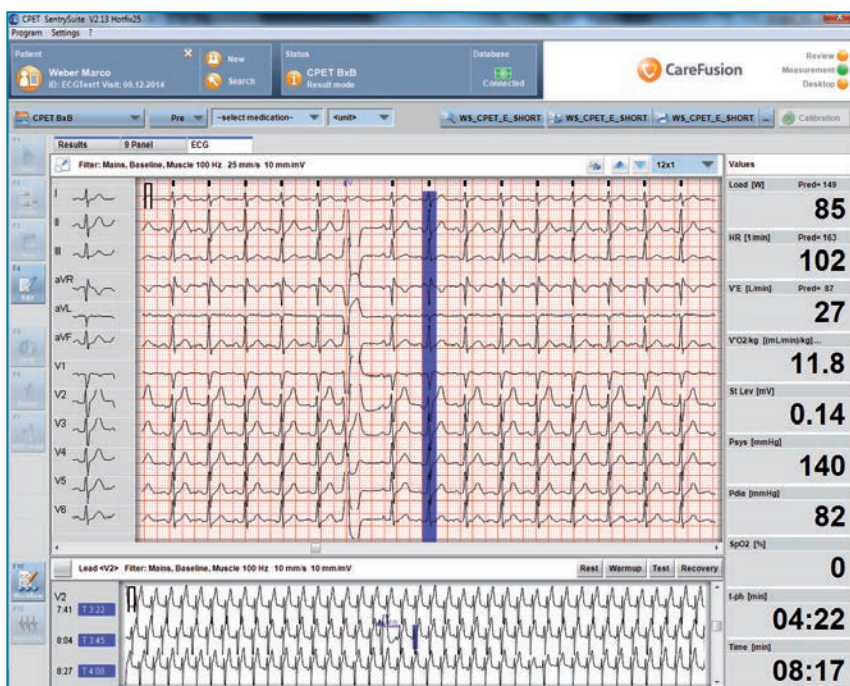 CPET SentrySuite V2.13 Hotfix25
Program Settings ?
Patient
Weber Marco
ID: ECGTest1 Visit: 09.12.2014
New
Search
Status
CPET BxB
Result mode
Database
Connected
CareFusion
Review
Measurement
Desktop
CPET BxB
Pre
~select medication~
<unit>
WS_CPET_E_SHORT
WS_CPET_E_SHORT
WS_CPET_E_SHORT
...
Calibration
Results
9 Panel
ECG
Filter: Mains, Baseline, Muscle 100 Hz 25 mm/s 10 mm/mV
12x1
Values
F4
Edit
I
II
III
aVR
aVL
aVF
V1
V2
V3
V4
V5
V6
Load [W] Pred= 149
85
HR [1/min] Pred= 163
102
V'E [L/min] Pred= 87
27
V'O2/kg [(mL/min)/kg]...
11.8
St Lev [mV]
0.14
Psys [mmHg]
140
Pdia [mmHg]
82
SpO2 [%]
0
t-ph [min]
04:22
Time [min]
08:17
F10
Workflow
Lead <V2> Filter: Mains, Baseline, Muscle 100 Hz 10 mm/s 10 mm/mV
Rest
Warmup
Test
Recovery
V2
7:41 T 3:22
8:04 T 3:45
8:27 T 4:08